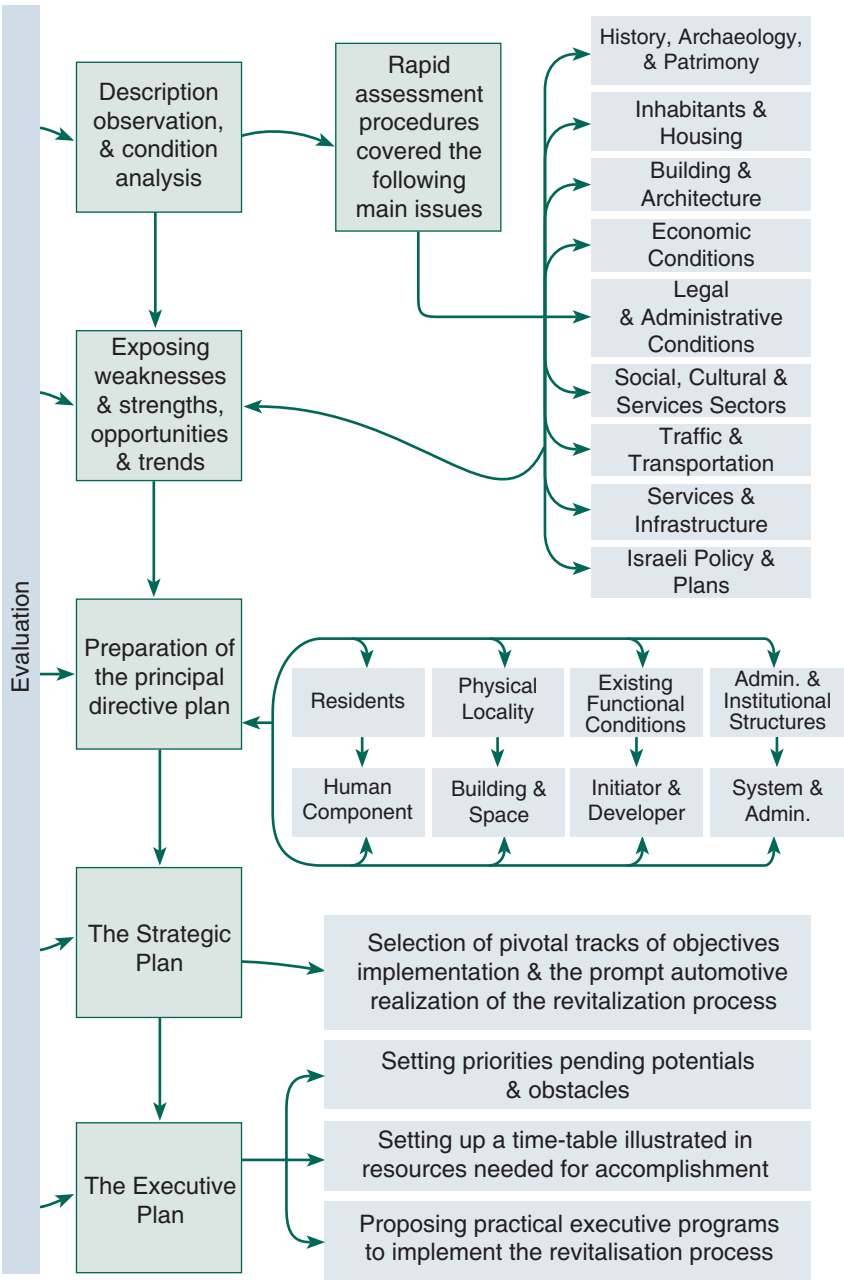 Evaluation
Description
observation,
& condition
analysis
Rapid
assessment
procedures
covered the
following
main issues
History, Archaeology,
& Patrimony
Inhabitants &
Housing
Building &
Architecture
Economic
Conditions
Legal
& Administrative
Conditions
Social, Cultural &
Services Sectors
Traffic &
Transportation
Services &
Infrastructure
Israeli Policy &
Plans
Exposing
weaknesses
& strengths,
opportunities
& trends
Preparation of
the principal
directive plan
Residents
Physical
Locality
Existing
Functional
Conditions
Admin. &
Institutional
Structures
Human
Component
Building &
Space
Initiator &
Developer
System &
Admin.
The Strategic
Plan
Selection of pivotal tracks of objectives
implementation & the prompt automotive
realization of the revitalization process
The Executive
Plan
Setting priorities pending potentials
& obstacles
Setting up a time-table illustrated in
resources needed for accomplishment
Proposing practical executive programs
to implement the revitalisation process